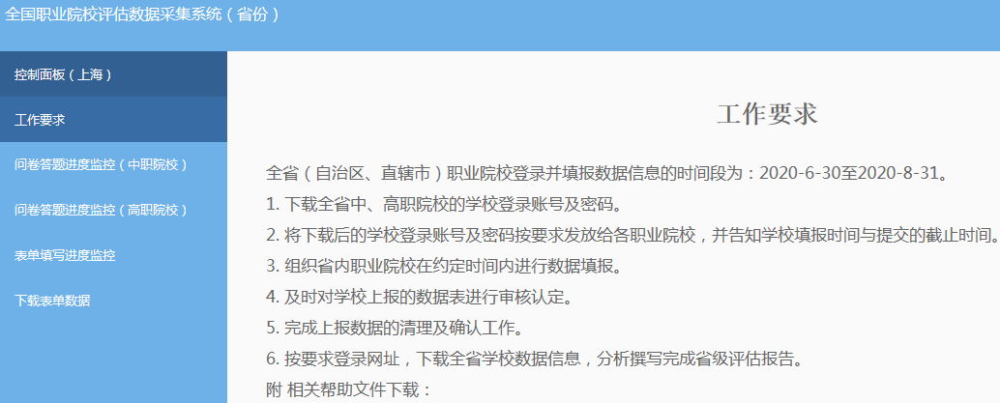 全国职业院校评估数据采集系统（省份）
控制面板（上海）
工作要求
问卷答题进度监控（中职院校）
问卷答题进度监控（高职院校）
表单填写进度监控
下载表单数据
工作要求
全省（自治区、直辖市）职业院校登录并填报数据信息的时间段为：2020-6-30至2020-8-31。
1. 下载全省中、高职院校的学校登录账号及密码。
2. 将下载后的学校登录账号及密码按要求发放给各职业院校，并告知学校填报时间与提交的截止时间。
3. 组织省内职业院校在约定时间内进行数据填报。
4. 及时对学校上报的数据表进行审核认定。
5. 完成上报数据的清理及确认工作。
6. 按要求登录网址，下载全省学校数据信息，分析撰写完成省级评估报告。
附 相关帮助文件下载：